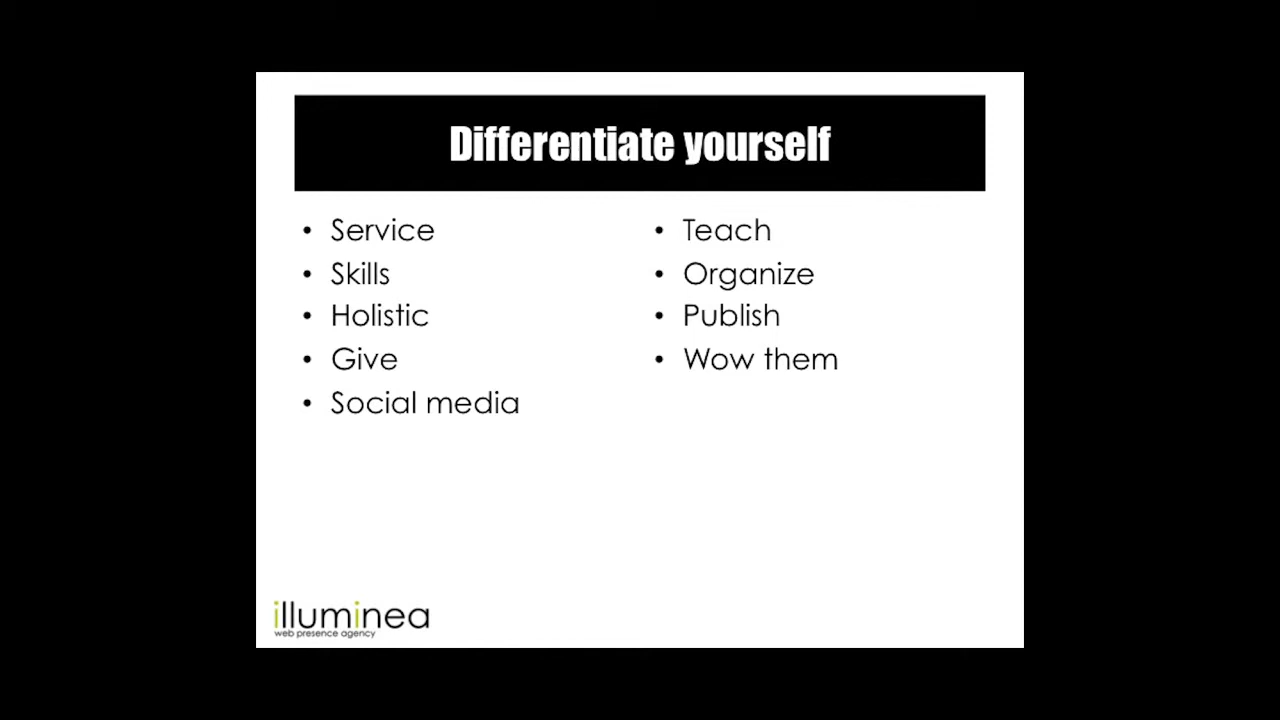 Differentiate yourself
• Service
• Skills
• Holistic
• Give
• Social media
• Teach
• Organize
• Publish
• Wow them
illuminea
web presence agency